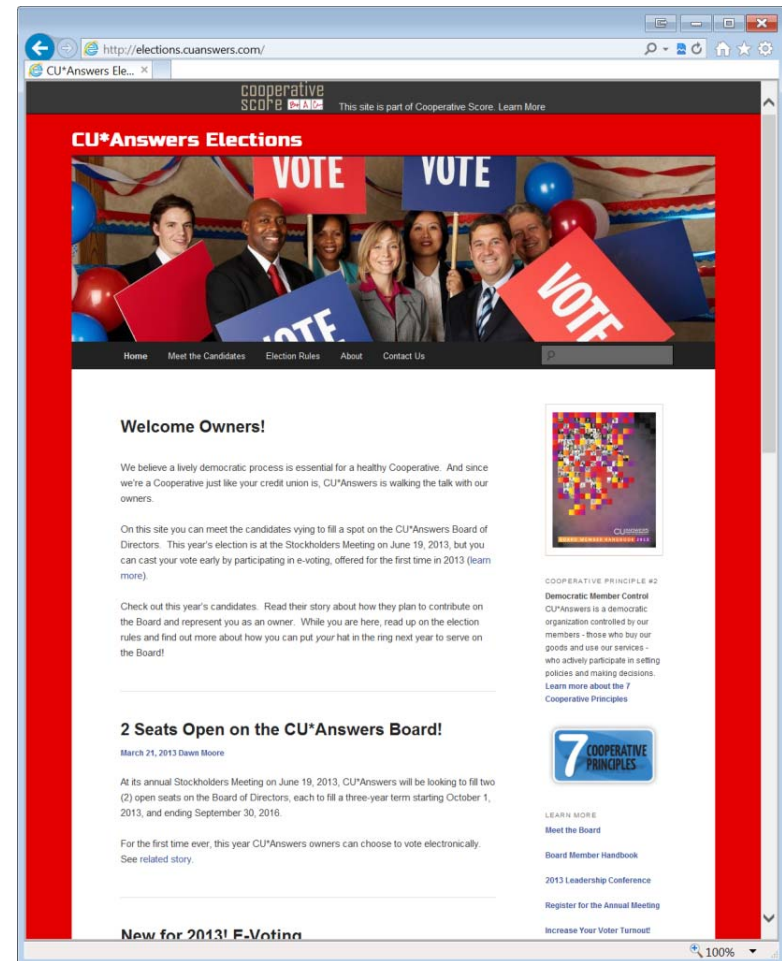 http://elections.cuanswers.com/
CU*Answers Ele...
cooperative
score
This site is part of Cooperative Score. Learn More
CU*Answers Elections
VOTE VOTE
VOTE VOTE
Home Meet the Candidates Election Rules About Contact Us
Welcome Owners!
We believe a lively democratic process is essential for a healthy Cooperative. And since
we're a Cooperative just like your credit union is, CU*Answers is walking the talk with our
owners.
On this site you can meet the candidates vying to fill a spot on the CU*Answers Board of
Directors. This year's election is at the Stockholders Meeting on June 19, 2013, but you
can cast your vote early by participating in e-voting, offered for the first time in 2013 (learn
more).
Check out this year's candidates. Read their story about how they plan to contribute on
the Board and represent you as an owner. While you are here, read up on the election
rules and find out more about how you can put your hat in the ring next year to serve on
the Board!
2 Seats Open on the CU*Answers Board!
March 21, 2013 Dawn Moore
At its annual Stockholders Meeting on June 19, 2013, CU*Answers will be looking to fill two
(2) open seats on the Board of Directors, each to fill a three-year term starting October 1,
2013, and ending September 30, 2016.
For the first time ever, this year CU*Answers owners can choose to vote electronically.
See related story.
New for 2013! E-Voting
CU*ANSWERS
BOARD MEMBER HANDBOOK 2013
COOPERATIVE PRINCIPLE #2
Democratic Member Control
CU*Answers is a democratic
organization controlled by our
members - those who buy our
goods and use our services -
who actively participate in setting
policies and making decisions.
Learn more about the 7
Cooperative Principles
7 COOPERATIVE
PRINCIPLES
LEARN MORE
Meet the Board
Board Member Handbook
2013 Leadership Conference
Register for the Annual Meeting
Increase Your Voter Turnout!
100%